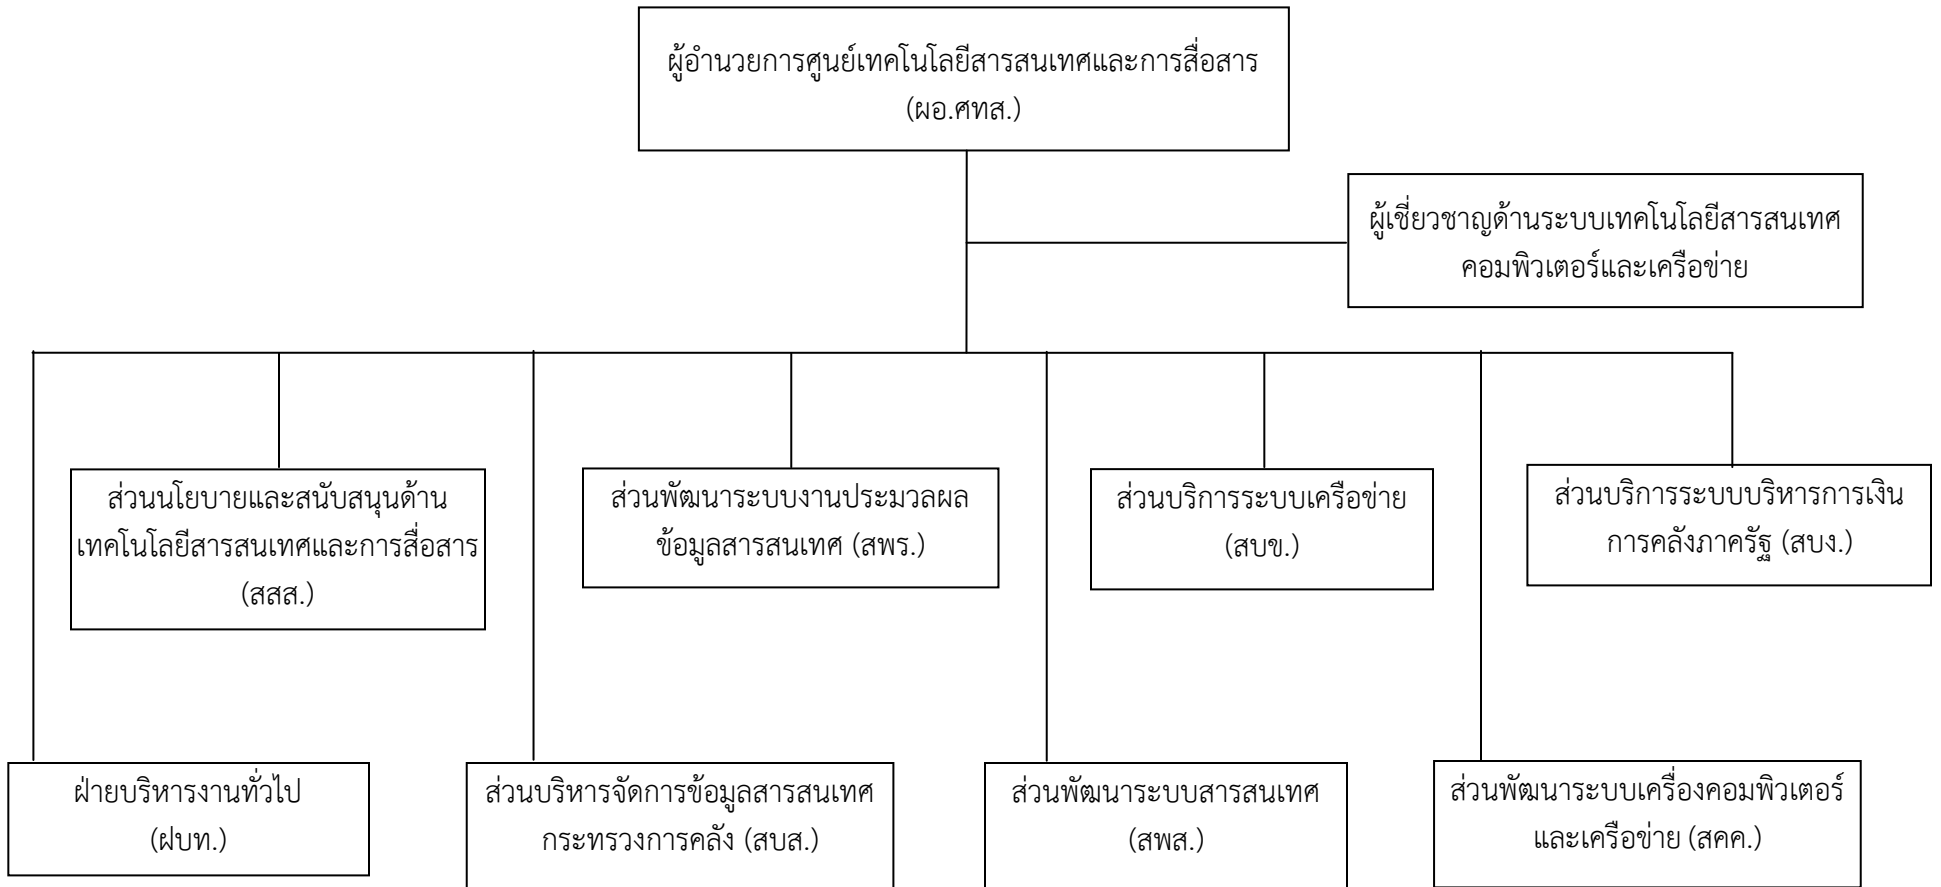 ผู้อำนวยการศูนย์เทคโนโลยีสารสนเทศและการสื่อสาร
(ผอ.ศทส.)
ผู้เชี่ยวชาญด้านระบบเทคโนโลยีสารสนเทศ
คอมพิวเตอร์และเครือข่าย
ส่วนนโยบายและสนับสนุนด้าน
เทคโนโลยีสารสนเทศและการสื่อสาร
(สสส.)
ส่วนพัฒนาระบบงานประมวลผล
ข้อมูลสารสนเทศ (สพร.)
ส่วนบริการระบบเครือข่าย
(สบข.)
ส่วนบริการระบบบริหารการเงิน
การคลังภาครัฐ (สบง.)
ฝ่ายบริหารงานทั่วไป
(ฝบท.)
ส่วนบริหารจัดการข้อมูลสารสนเทศ
กระทรวงการคลัง (สบส.)
ส่วนพัฒนาระบบสารสนเทศ
(สพส.)
ส่วนพัฒนาระบบเครื่องคอมพิวเตอร์
และเครือข่าย (สคค.)